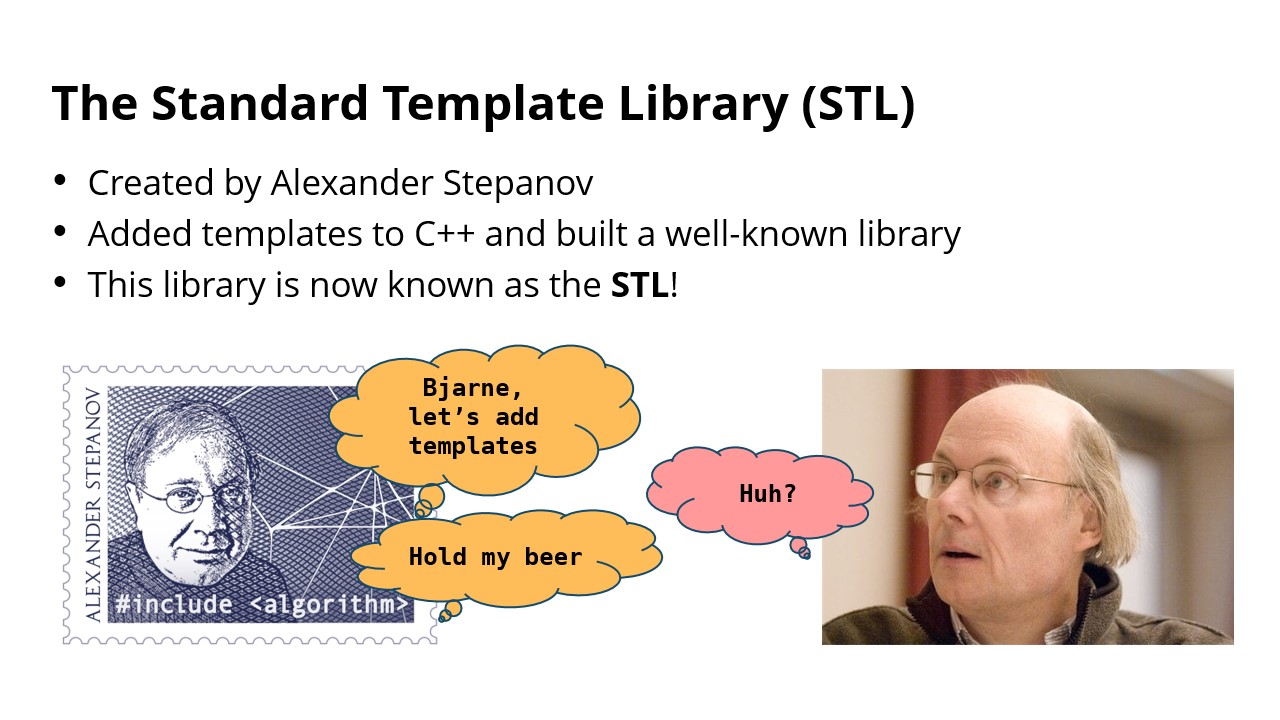 The Standard Template Library (STL)
• Created by Alexander Stepanov
• Added templates to C++ and built a well-known library
• This library is now known as the STL!
Bjarne,
let’s add
templates
ALEXANDER STEPANOV
Huh?
Hold my beer
#include <algorithm>